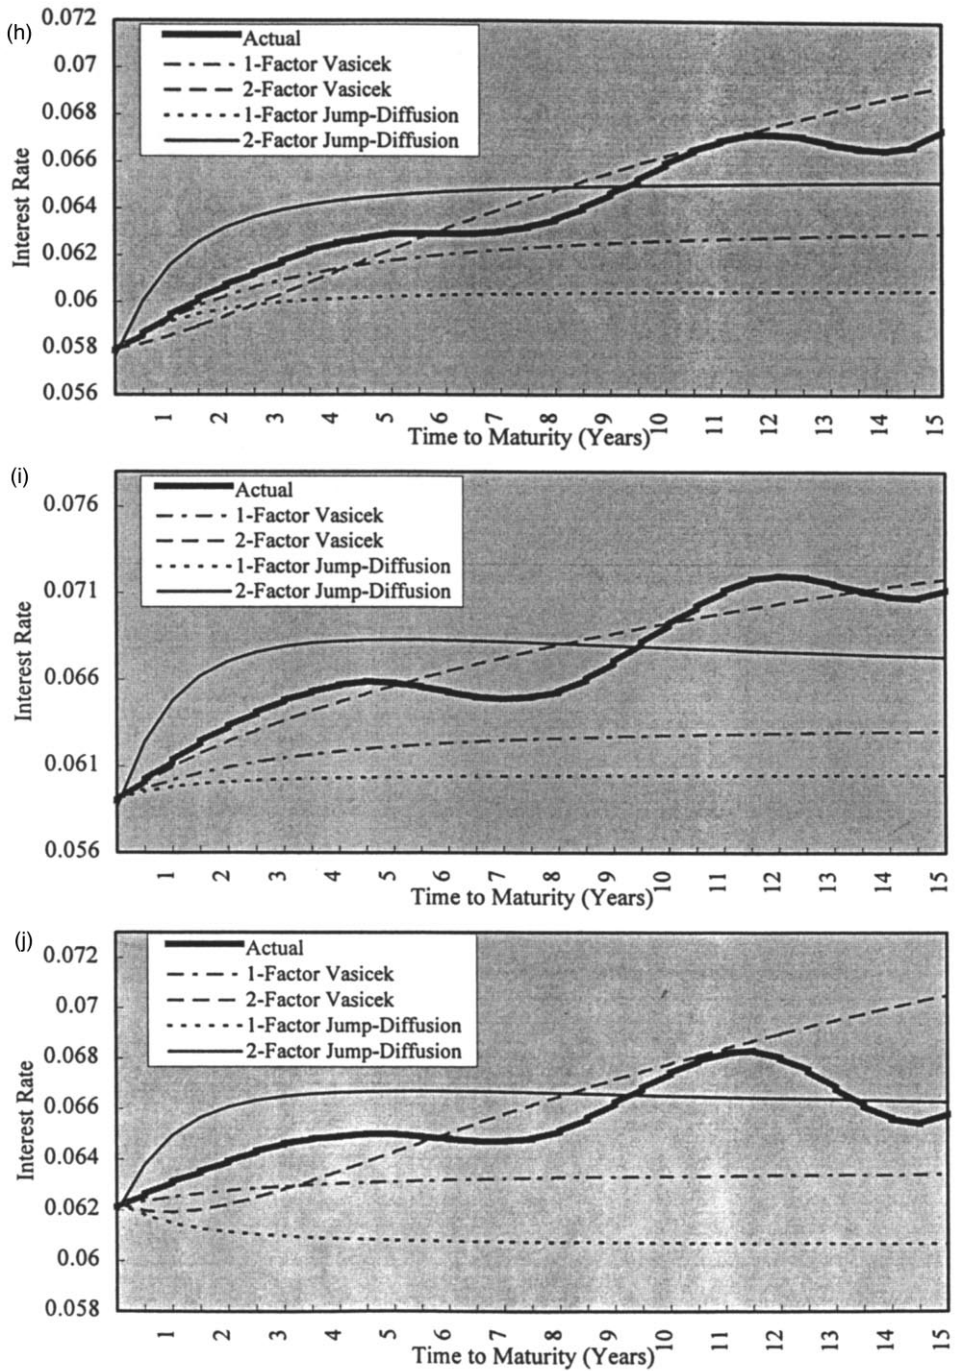 (h)
0.072
0.07
0.068
0.066
0.064
0.062
0.06
0.058
0.056
Interest Rate
Actual
1-Factor Vasicek
2-Factor Vasicek
1-Factor Jump-Diffusion
2-Factor Jump-Diffusion
1 2 3 4 5 6 7 8 9 10 11 12 13 14 15
Time to Maturity (Years)
(i)
0.076
0.071
0.066
0.061
0.056
Interest Rate
Actual
1-Factor Vasicek
2-Factor Vasicek
1-Factor Jump-Diffusion
2-Factor Jump-Diffusion
1 2 3 4 5 6 7 8 9 10 11 12 13 14 15
Time to Maturity (Years)
(j)
0.072
0.07
0.068
0.066
0.064
0.062
0.06
0.058
Interest Rate
Actual
1-Factor Vasicek
2-Factor Vasicek
1-Factor Jump-Diffusion
2-Factor Jump-Diffusion
1 2 3 4 5 6 7 8 9 10 11 12 13 14 15
Time to Maturity (Years)